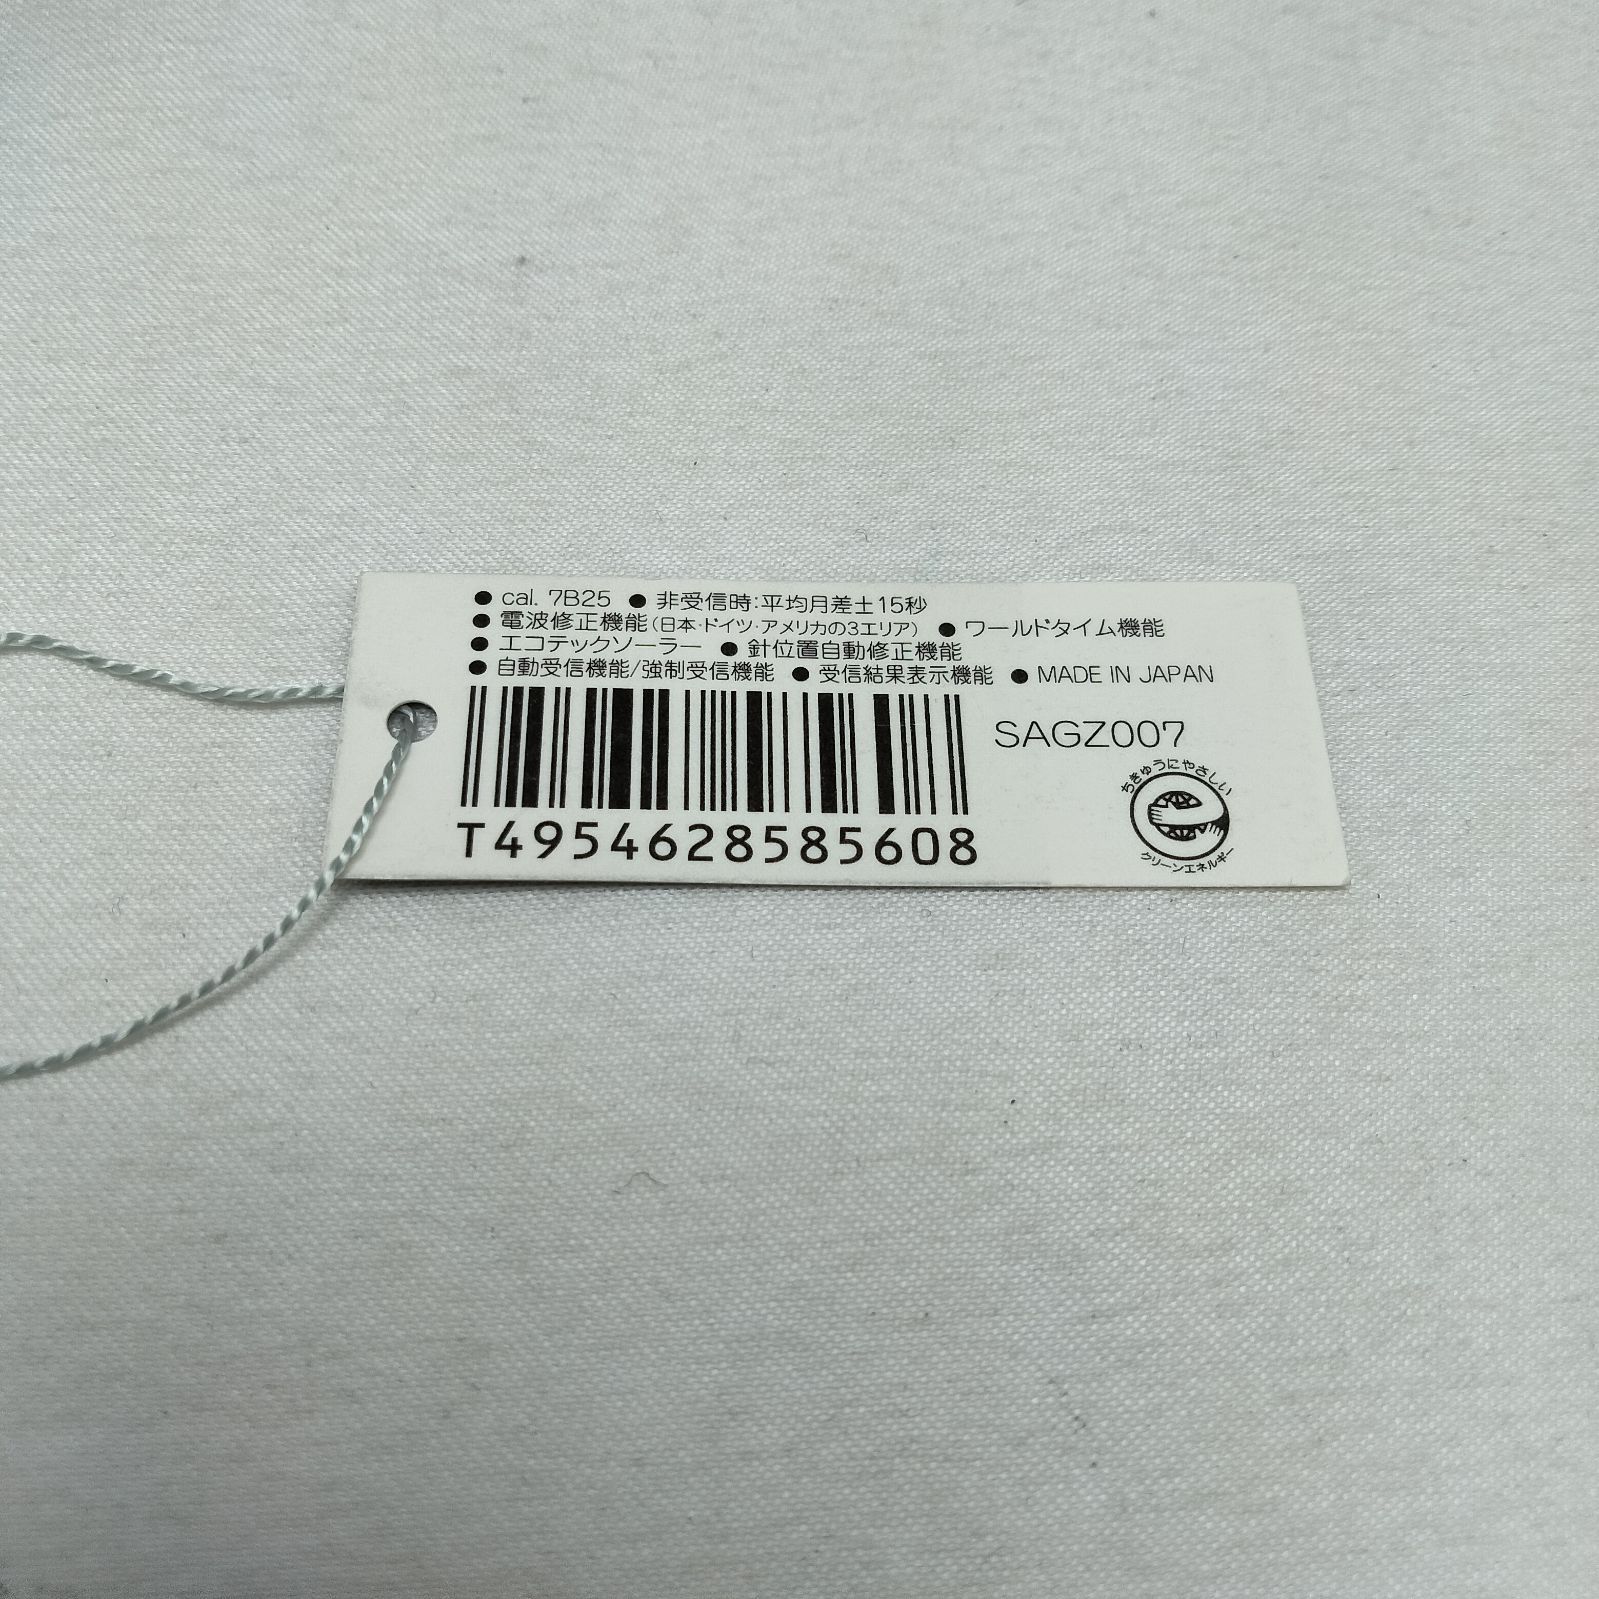 ● cal. 7B25 ● 非受信時:平均月差±15秒
● 電波修正機能(日本・ドイツ・アメリカの3エリア) ● ワールドタイム機能
● エコテックソーラー ● 針位置自動修正機能
● 自動受信機能/強制受信機能 ● 受信結果表示機能 ● MADE IN JAPAN
SAGZ007
ちきゅうにやさしい
クリーンエネルギー
T4954628585608